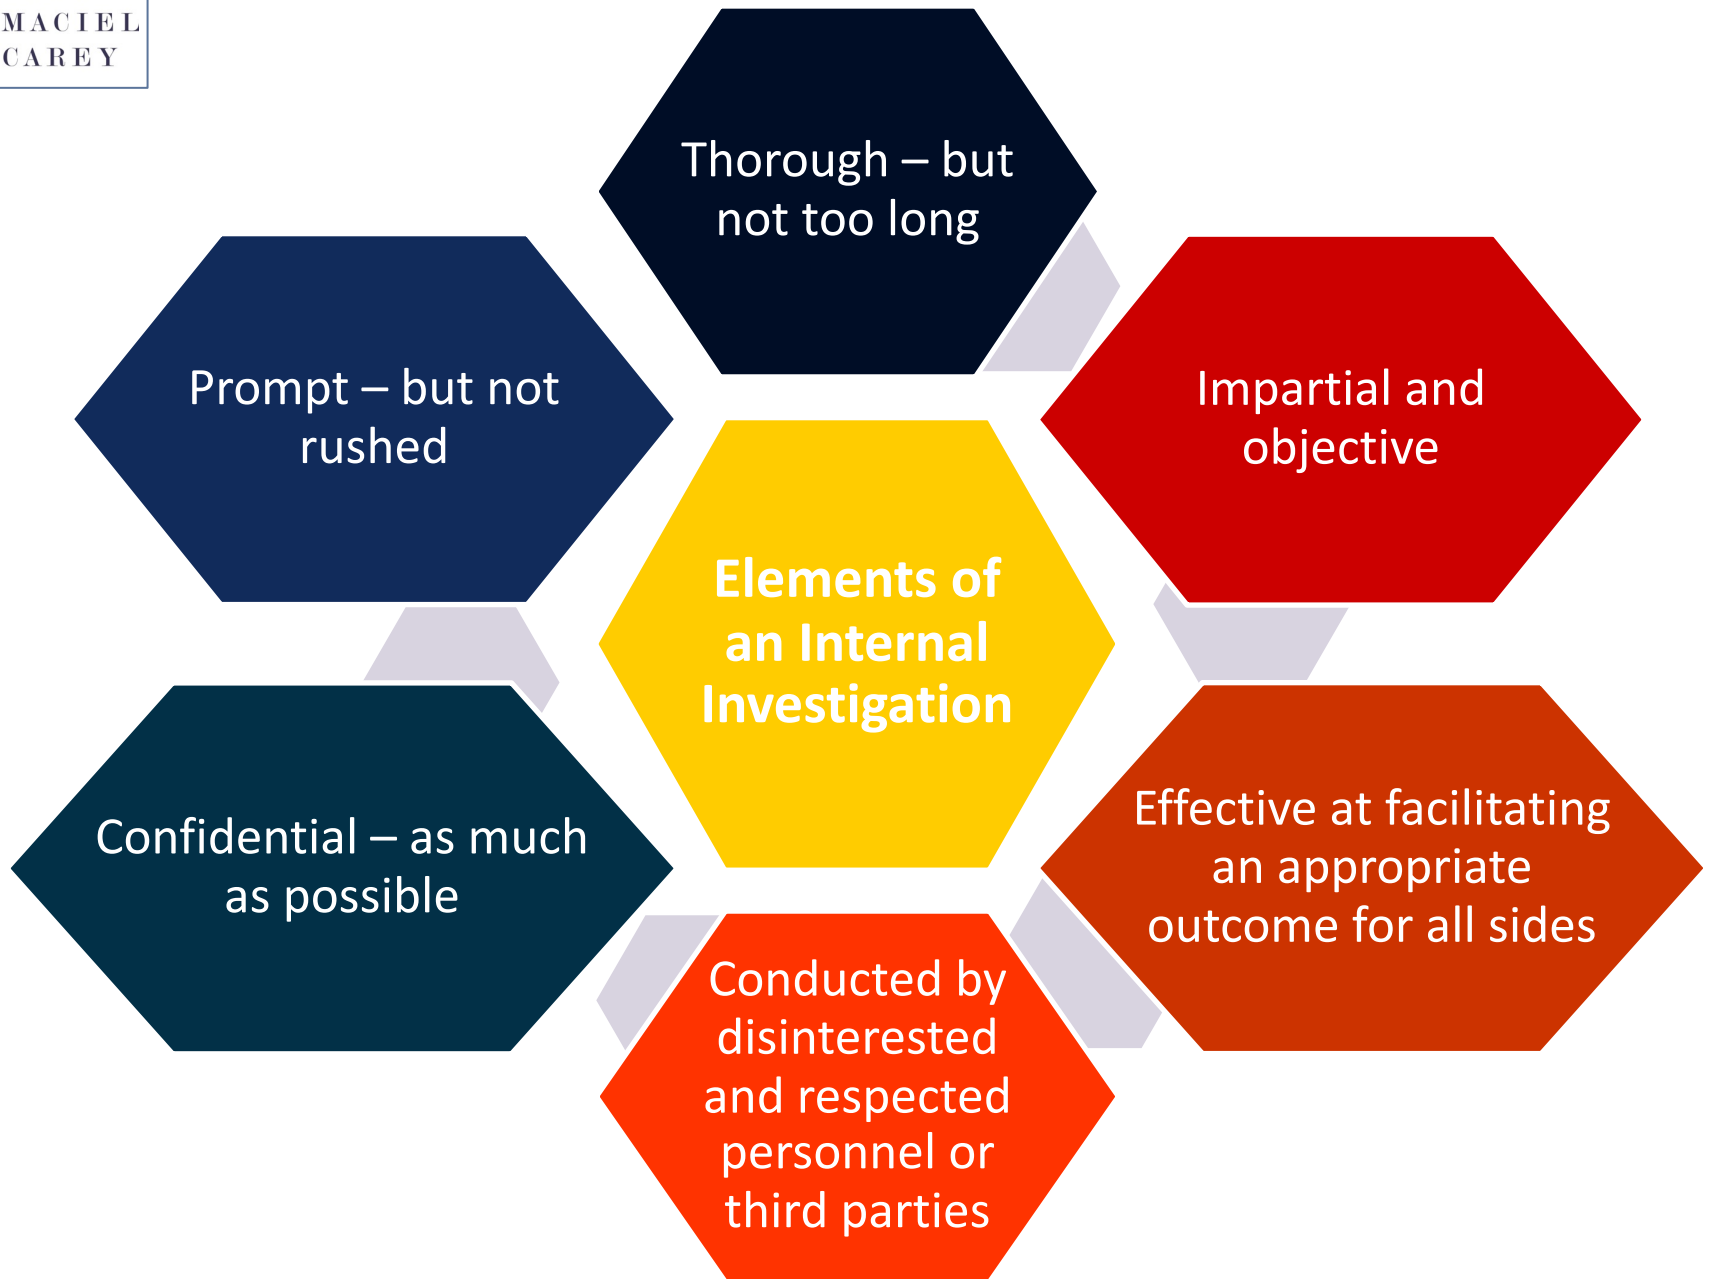 MACIEL
CAREY
Thorough – but
not too long
Impartial and
objective
Effective at facilitating
an appropriate
outcome for all sides
Conducted by
disinterested
and respected
personnel or
third parties
Confidential – as much
as possible
Prompt – but not
rushed
Elements of
an Internal
Investigation